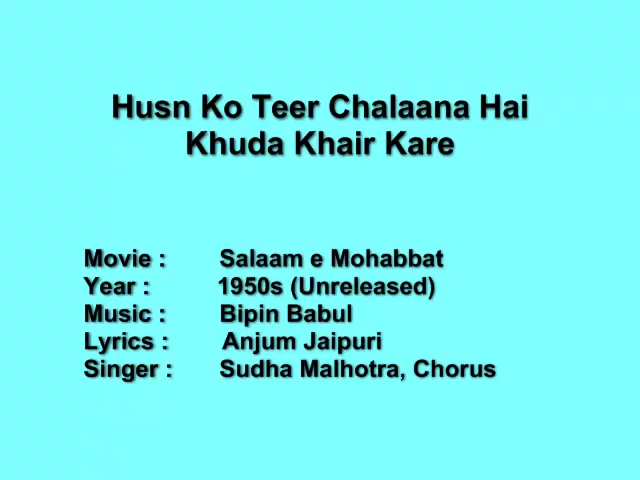 Husn Ko Teer Chalaana Hai
Khuda Khair Kare
Movie : Salaam e Mohabbat
Year : 1950s (Unreleased)
Music : Bipin Babul
Lyrics : Anjum Jaipuri
Singer : Sudha Malhotra, Chorus